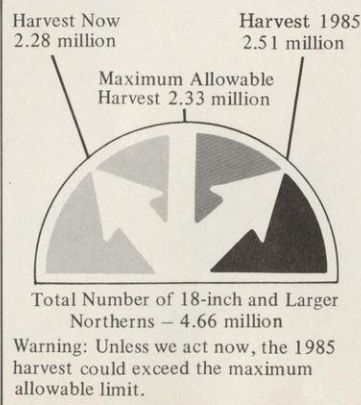 Harvest Now
2.28 million
Harvest 1985
2.51 million
Maximum Allowable
Harvest 2.33 million
Total Number of 18-inch and Larger
Northerns — 4.66 million
Warning: Unless we act now, the 1985
harvest could exceed the maximum
allowable limit.